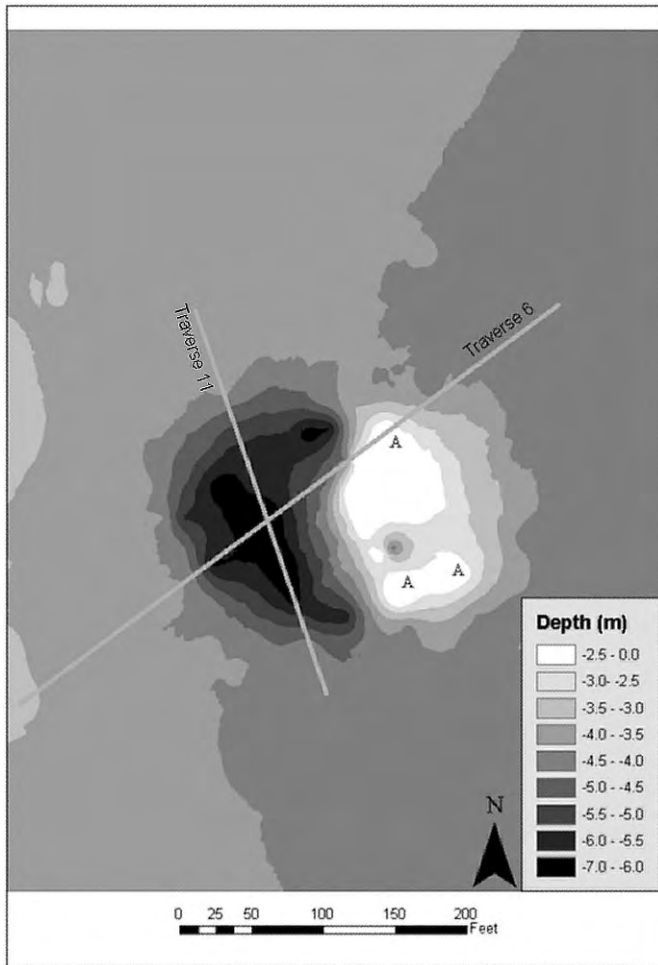 Traverse 11
Traverse 6
A
A
A
Depth (m)
-2.5 - 0.0
-3.0- -2.5
-3.5 - -3.0
-4.0 - -3.5
-4.5 - -4.0
-5.0 - -4.5
-5.5 - -5.0
-6.0 - -5.5
-7.0 - -6.0
N
0 25 50 100 150 200
Feet